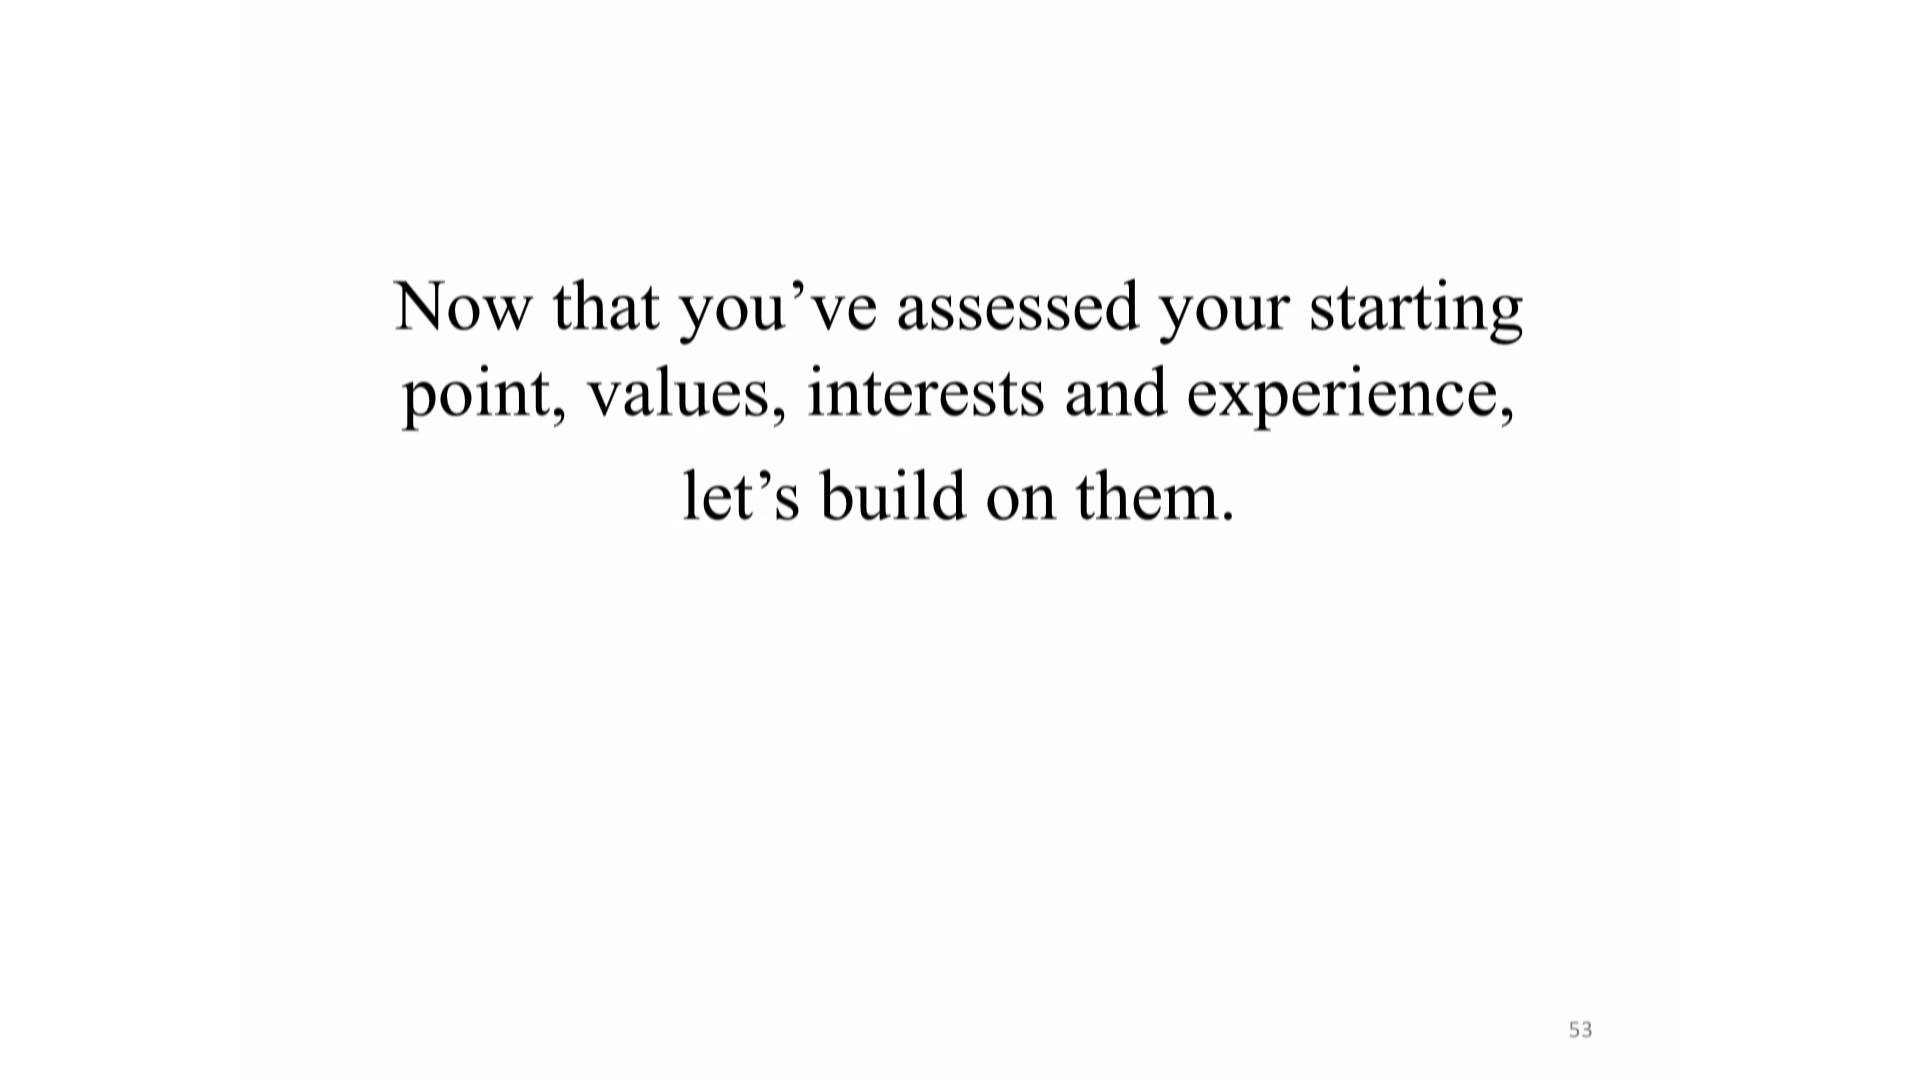 Now that you’ve assessed your starting
point, values, interests and experience,
let’s build on them.
53